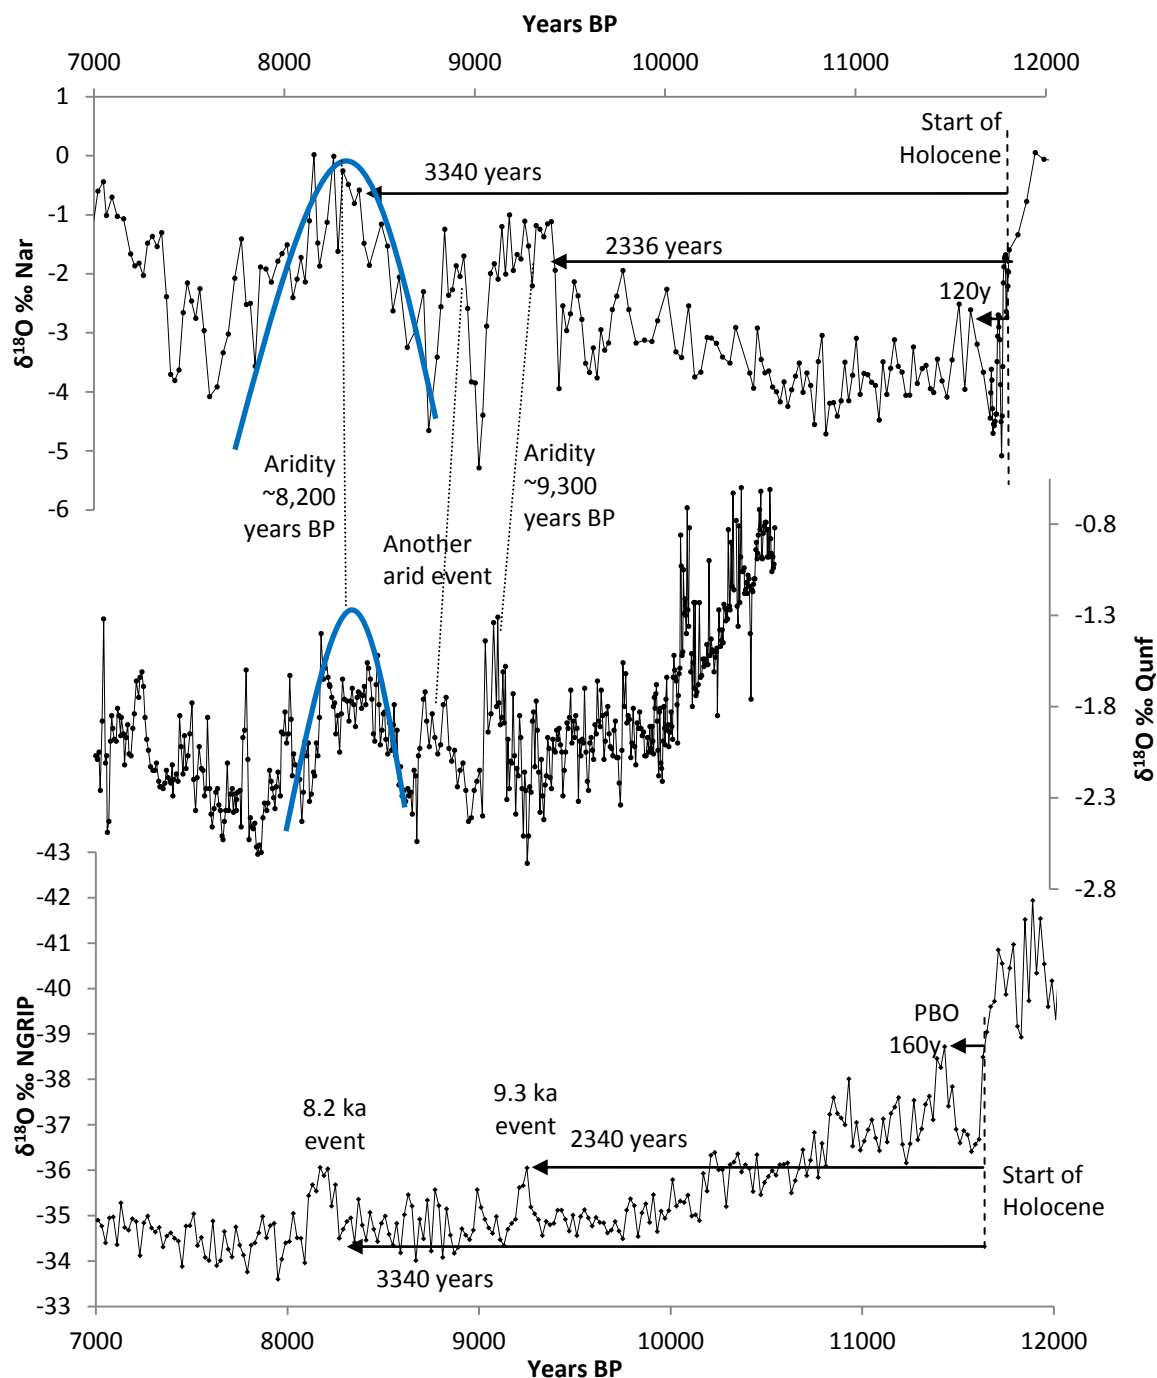 Years BP
7000 8000 9000 10000 11000 12000
1
0
-1
-2
-3
-4
-5
-6
δ18O ‰ Nar
Start of
Holocene
3340 years
2336 years
120y
Aridity
~8,200
years BP
Aridity
~9,300
years BP
Another
arid event
-0.8
-1.3
-1.8
-2.3
-2.8
δ18O ‰ Qunf
-43
-42
-41
-40
-39
-38
-37
-36
-35
-34
-33
δ18O ‰ NGRIP
PBO
160y
8.2 ka
event
9.3 ka
event
2340 years
Start of
Holocene
3340 years
7000 8000 9000 10000 11000 12000
Years BP